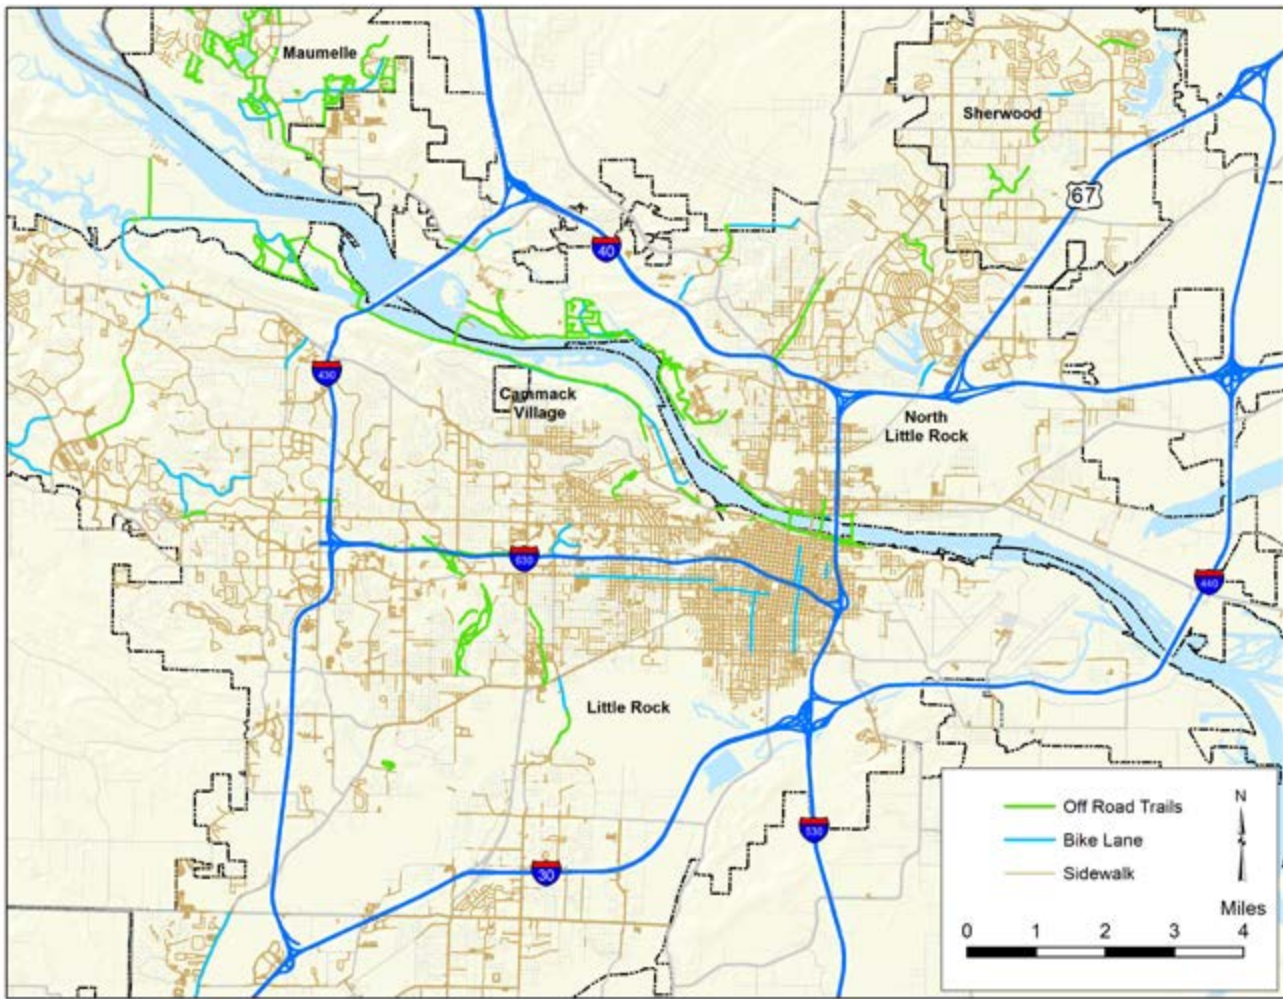 Maumelle
Sherwood
67
40
430
Cammack
Village
North
Little Rock
630
440
Little Rock
530
30
Off Road Trails
Bike Lane
Sidewalk
N
Miles
0 1 2 3 4